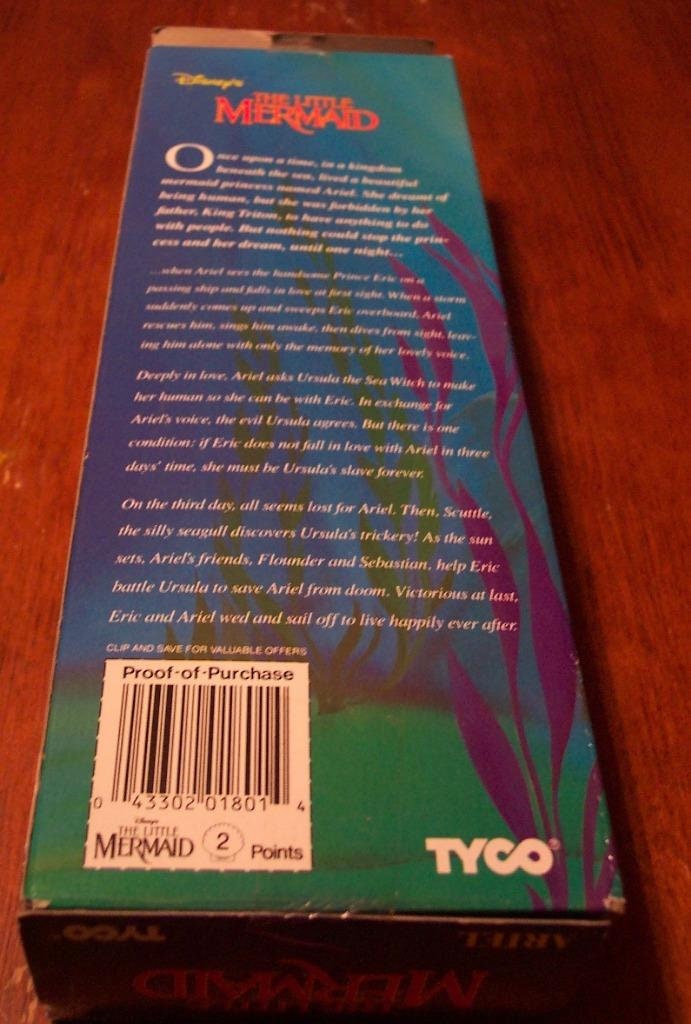 Disney's
THE LITTLE
MERMAID
Once upon a time, in a kingdom
beneath the sea, lived a beautiful
mermaid princess named Ariel. She dreams of
being human, but she was forbidden by her
father, King Triton, to have anything to do
with people. But nothing could stop the prin-
cess and her dream, until one night...
...when Ariel sees the handsome Prince Eric on a
passing ship and falls in love at first sight. When a storm
suddenly comes up and sweeps Eric overboard, Ariel
rescues him, sings him awake, then dives from sight, leav-
ing him alone with only the memory of her lovely voice.
Deeply in love, Ariel asks Ursula the Sea Witch to make
her human so she can be with Eric. In exchange for
Ariel's voice, the evil Ursula agrees. But there is one
condition: if Eric does not fall in love with Ariel in three
days' time, she must be Ursula's slave forever.
On the third day, all seems lost for Ariel. Then, Scuttle,
the silly seagull discovers Ursula's trickery! As the sun
sets, Ariel's friends, Flounder and Sebastian, help Eric
battle Ursula to save Ariel from doom. Victorious at last,
Eric and Ariel wed and sail off to live happily ever after.
CLIP AND SAVE FOR VALUABLE OFFERS
Proof-of-Purchase
0 43302 01801 4
Disney's
THE LITTLE
MERMAID 2 Points
TYCO®
TYCO ARIEL
MERMAID